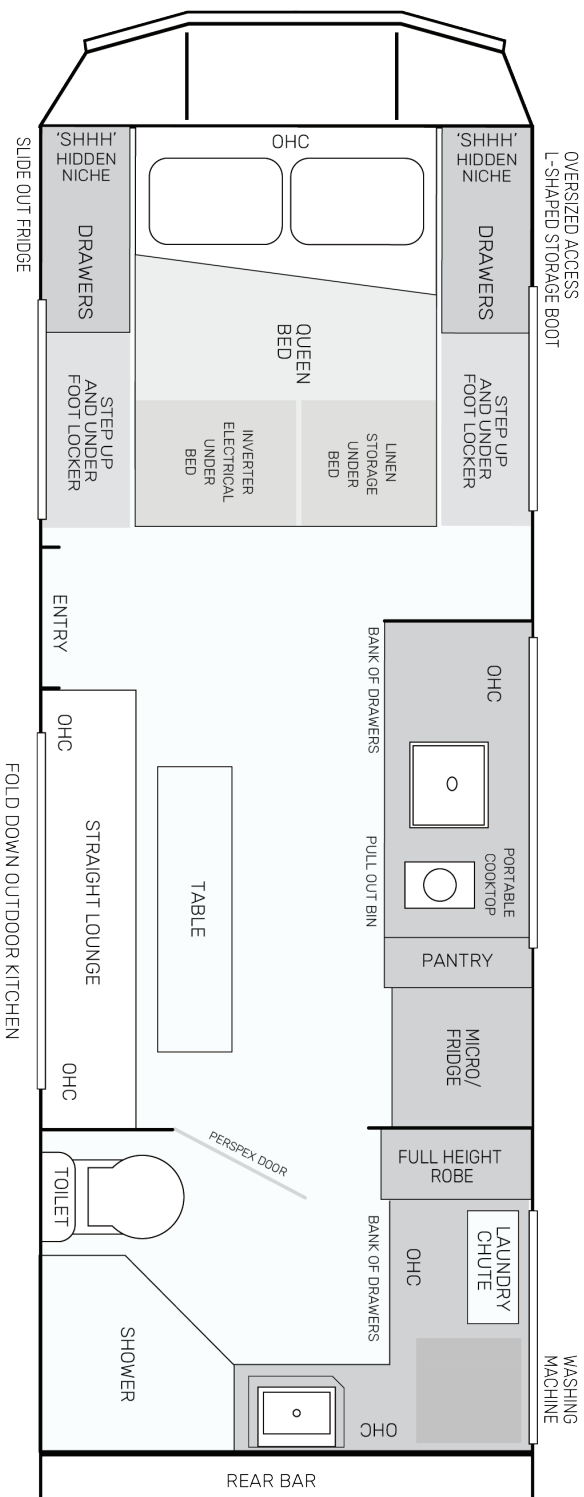 OHC
'SHHH'
HIDDEN
NICHE
DRAWERS
SLIDE OUT FRIDGE
'SHHH'
HIDDEN
NICHE
DRAWERS
OVERSIZED ACCESS
L-SHAPED STORAGE BOOT
QUEEN
BED
STEP UP
AND UNDER
FOOT LOCKER
INVERTER
ELECTRICAL
UNDER
BED
LINEN
STORAGE
UNDER
BED
STEP UP
AND UNDER
FOOT LOCKER
ENTRY
BANK OF DRAWERS
OHC
OHC
STRAIGHT LOUNGE
OHC
FOLD DOWN OUTDOOR KITCHEN
TABLE
PULL OUT BIN
PORTABLE
COOKTOP
PANTRY
MICRO/
FRIDGE
PERSPEX DOOR
FULL HEIGHT
ROBE
TOILET
BANK OF DRAWERS
OHC
LAUNDRY
CHUTE
SHOWER
OHC
WASHING
MACHINE
REAR BAR